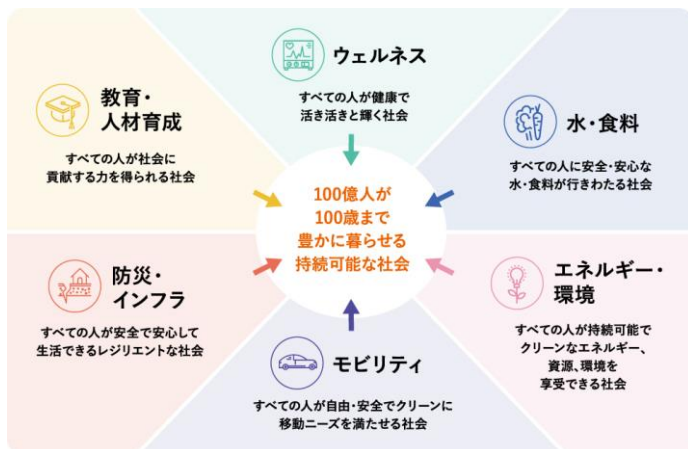 ウェルネス
すべての人が健康で
活き活きと輝く社会
教育・
人材育成
すべての人が社会に
貢献する力を得られる社会
水・食料
すべての人に安全・安心な
水・食料が行きわたる社会
100億人が
100歳まで
豊かに暮らせる
持続可能な社会
防災・
インフラ
すべての人が安全で安心して
生活できるレジリエントな社会
エネルギー・
環境
すべての人が持続可能で
クリーンなエネルギー、
資源、環境を
享受できる社会
モビリティ
すべての人が自由・安全でクリーンに
移動ニーズを満たせる社会